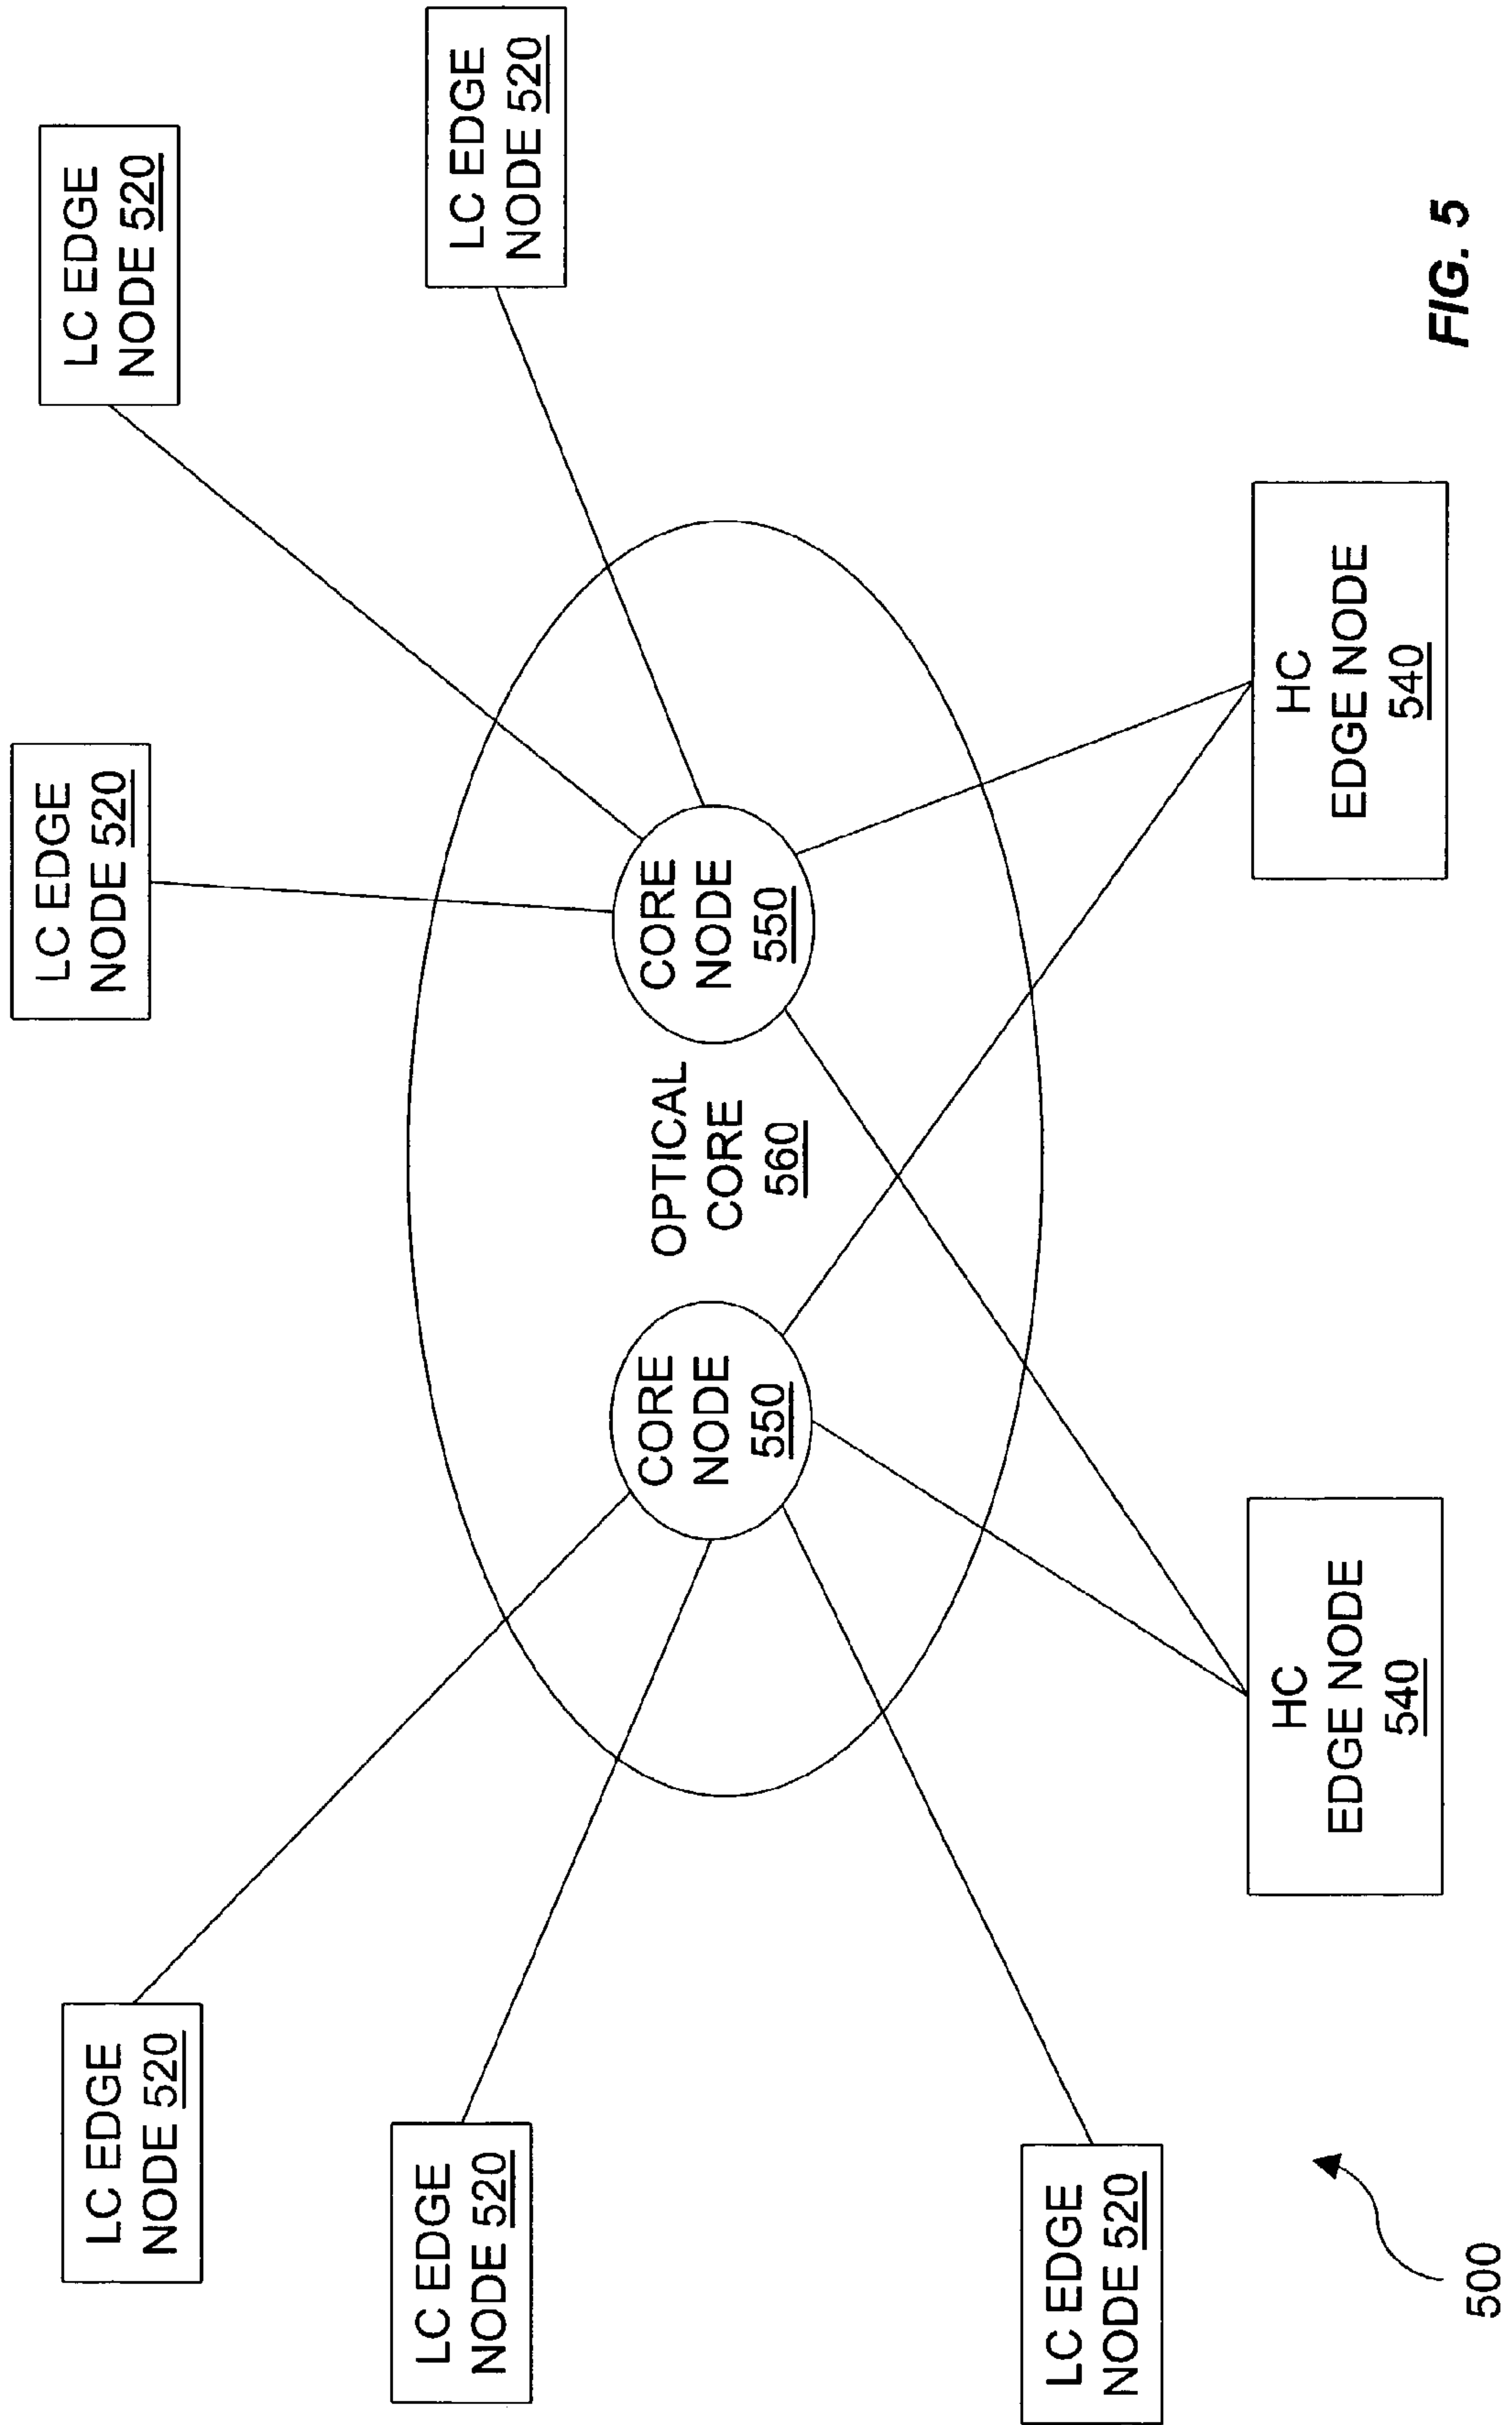 LC EDGE
NODE 520
LC EDGE
NODE 520
LC EDGE
NODE 520
LC EDGE
NODE 520
LC EDGE
NODE 520
CORE
NODE
550
OPTICAL
CORE
560
CORE
NODE
550
LC EDGE
NODE 520
HC
EDGE NODE
540
HC
EDGE NODE
540
500
FIG. 5